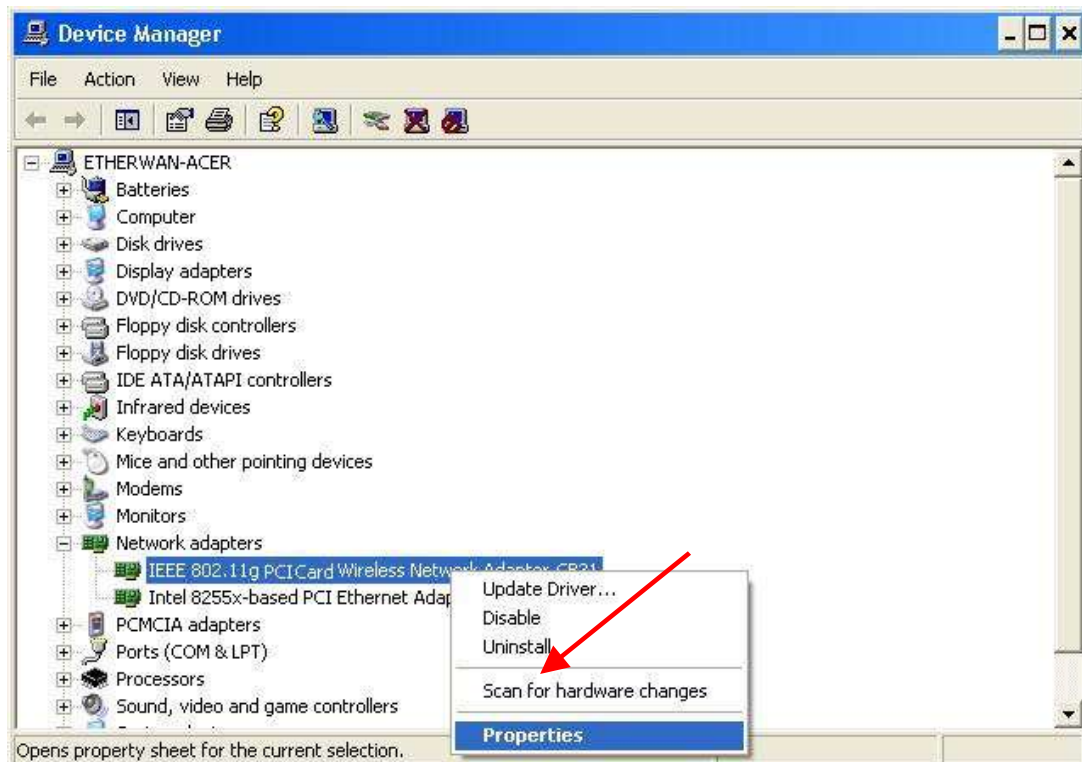 Device Manager
File Action View Help
ETHERWAN-ACER
Batteries
Computer
Disk drives
Display adapters
DVD/CD-ROM drives
Floppy disk controllers
Floppy disk drives
IDE ATA/ATAPI controllers
Infrared devices
Keyboards
Mice and other pointing devices
Modems
Monitors
Network adapters
IEEE 802.11g PCICard Wireless Network Adapter CB31
Intel 8255x-based PCI Ethernet Adap
PCMCIA adapters
Ports (COM & LPT)
Processors
Sound, video and game controllers
Update Driver...
Disable
Uninstall
Scan for hardware changes
Properties
Opens property sheet for the current selection.